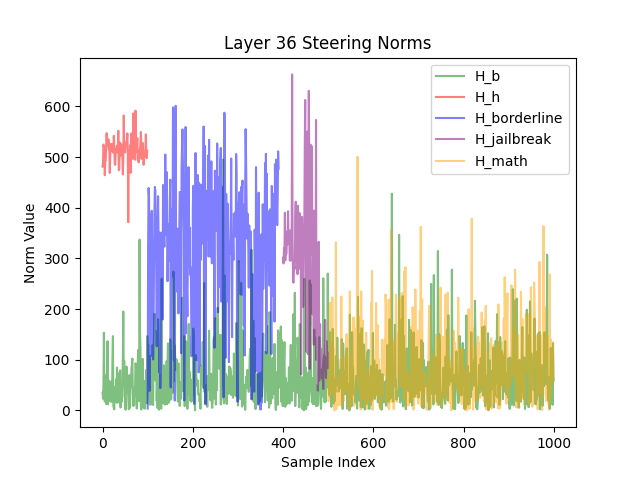 Layer 36 Steering Norms
H_b
H_h
H_borderline
H_jailbreak
H_math
Norm Value
600
500
400
300
200
100
0
0 200 400 600 800 1000
Sample Index